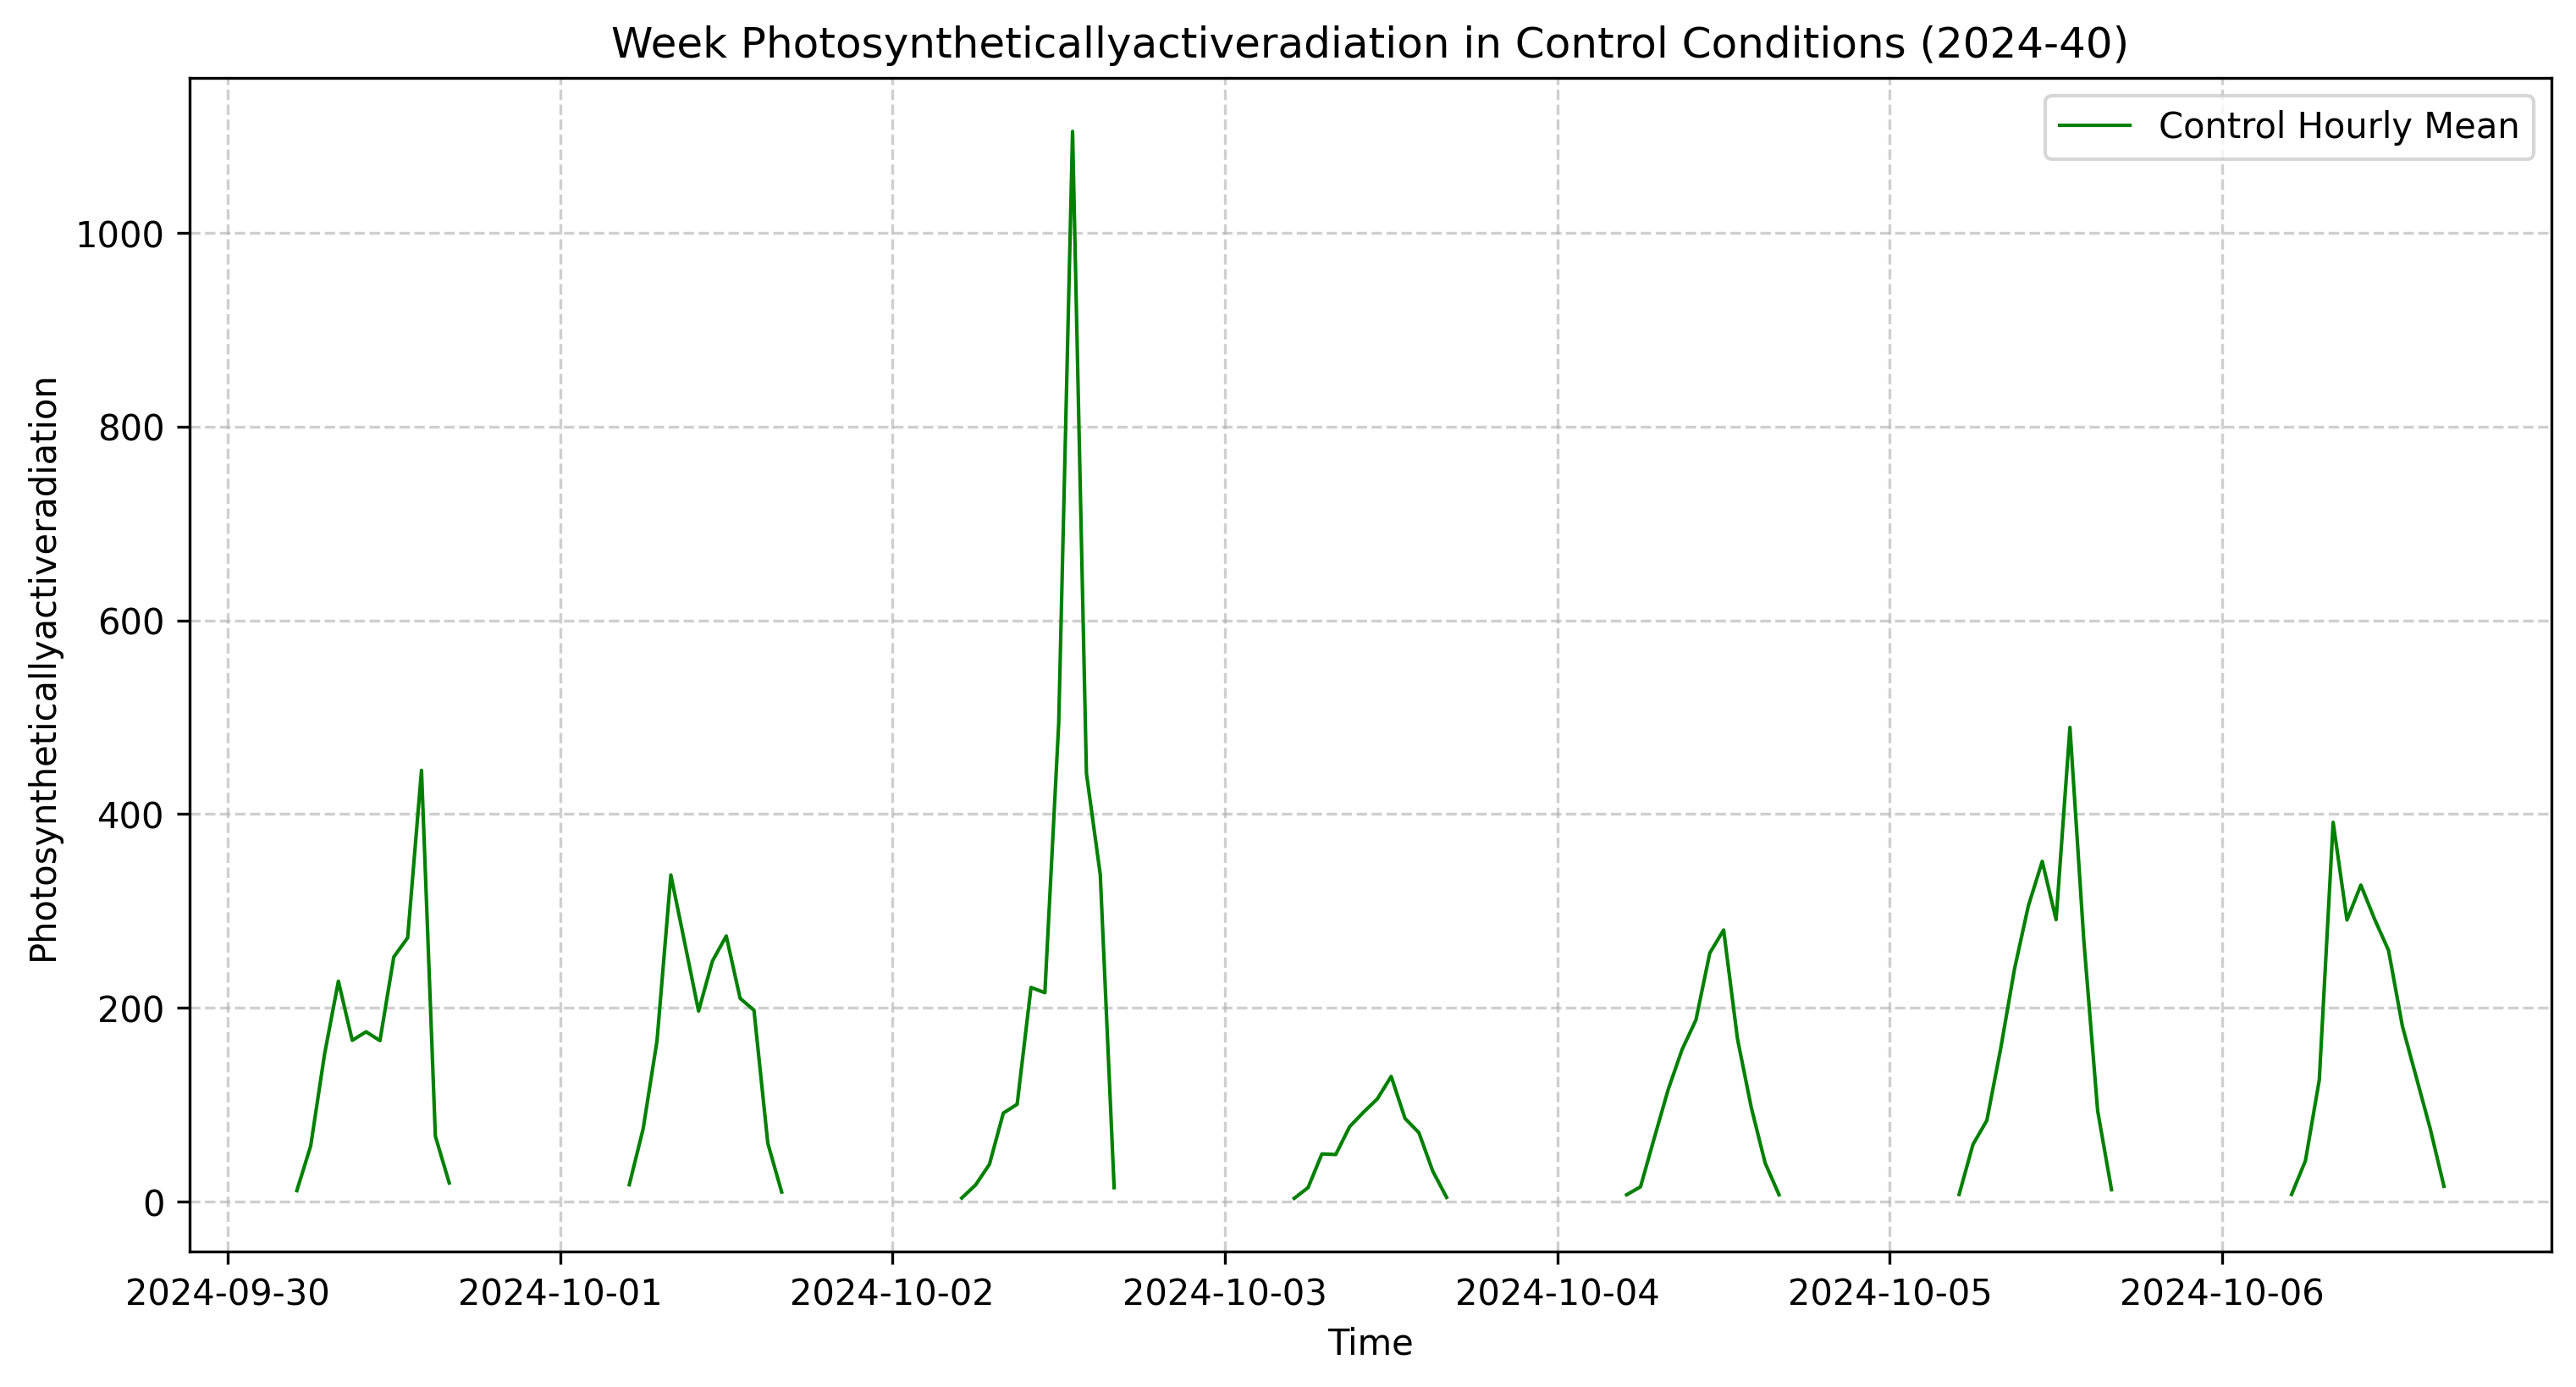 Week Photosyntheticallyactiveradiation in Control Conditions (2024-40)
Control Hourly Mean
Photosyntheticallyactiveradiation
1000
800
600
400
200
0
2024-09-30 2024-10-01 2024-10-02 2024-10-03 2024-10-04 2024-10-05 2024-10-06
Time